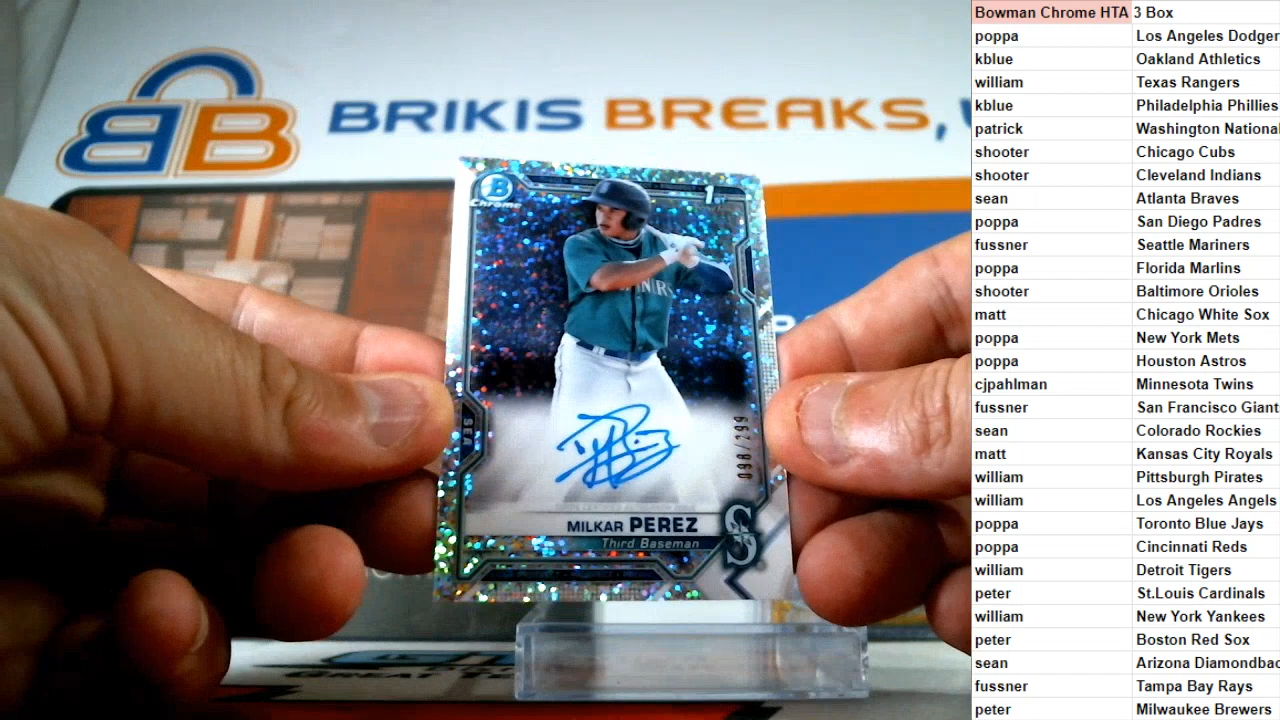 BB
BRIKIS BREAKS,
B
Chrome
1ST
SEA
098/299
MILKAR PEREZ
Third Baseman
S
Bowman Chrome HTA 3 Box
poppa Los Angeles Dodger
kblue Oakland Athletics
william Texas Rangers
kblue Philadelphia Phillies
patrick Washington National
shooter Chicago Cubs
shooter Cleveland Indians
sean Atlanta Braves
poppa San Diego Padres
fussner Seattle Mariners
poppa Florida Marlins
shooter Baltimore Orioles
matt Chicago White Sox
poppa New York Mets
poppa Houston Astros
cjpahlman Minnesota Twins
fussner San Francisco Giant
sean Colorado Rockies
matt Kansas City Royals
william Pittsburgh Pirates
william Los Angeles Angels
poppa Toronto Blue Jays
poppa Cincinnati Reds
william Detroit Tigers
peter St.Louis Cardinals
william New York Yankees
peter Boston Red Sox
sean Arizona Diamondbac
fussner Tampa Bay Rays
peter Milwaukee Brewers